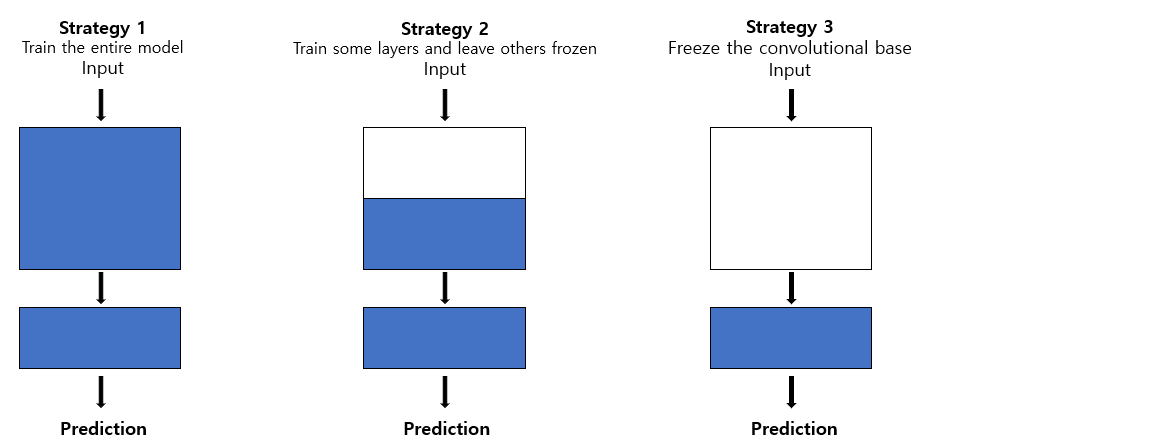 Strategy 1
Train the entire model
Input
Prediction
Strategy 2
Train some layers and leave others frozen
Input
Prediction
Strategy 3
Freeze the convolutional base
Input
Prediction